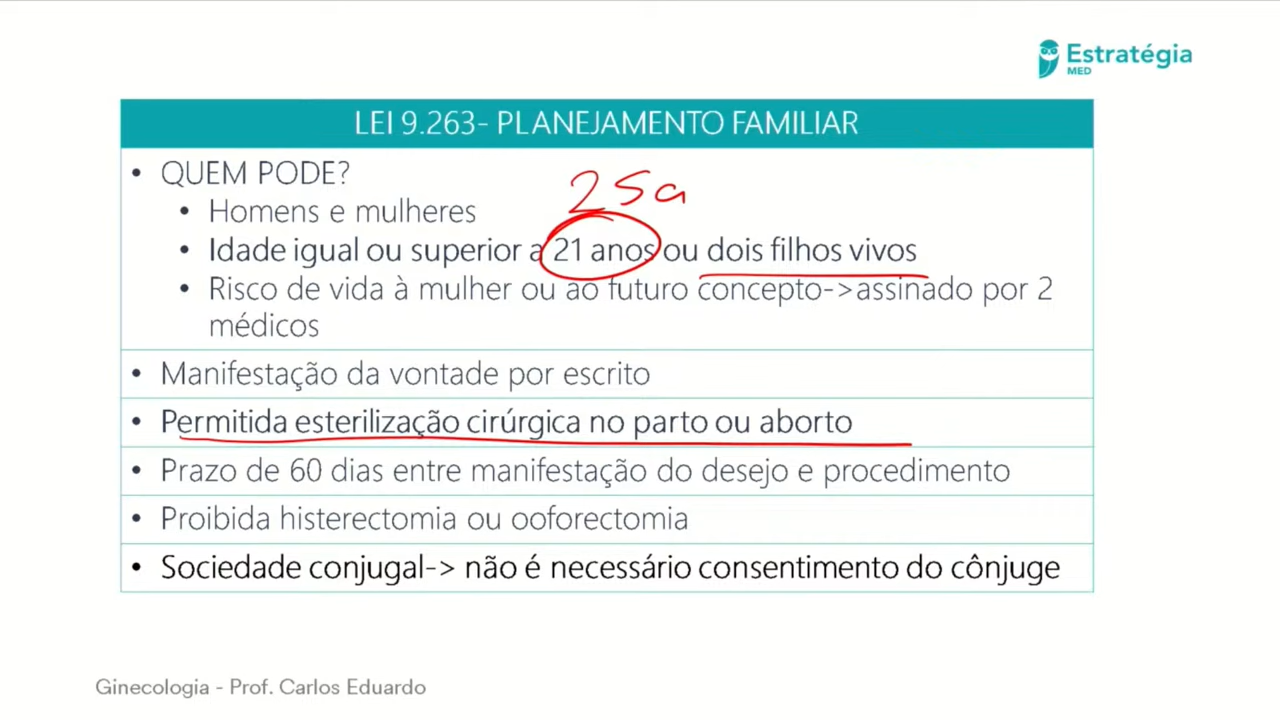 Estratégia
MED
LEI 9.263- PLANEJAMENTO FAMILIAR
• QUEM PODE?
25a
• Homens e mulheres
• Idade igual ou superior a 21 anos ou dois filhos vivos
• Risco de vida à mulher ou ao futuro concepto->assinado por 2
médicos
• Manifestação da vontade por escrito
• Permitida esterilização cirúrgica no parto ou aborto
• Prazo de 60 dias entre manifestação do desejo e procedimento
• Proibida histerectomia ou ooforectomia
• Sociedade conjugal-> não é necessário consentimento do cônjuge
Ginecologia - Prof. Carlos Eduardo